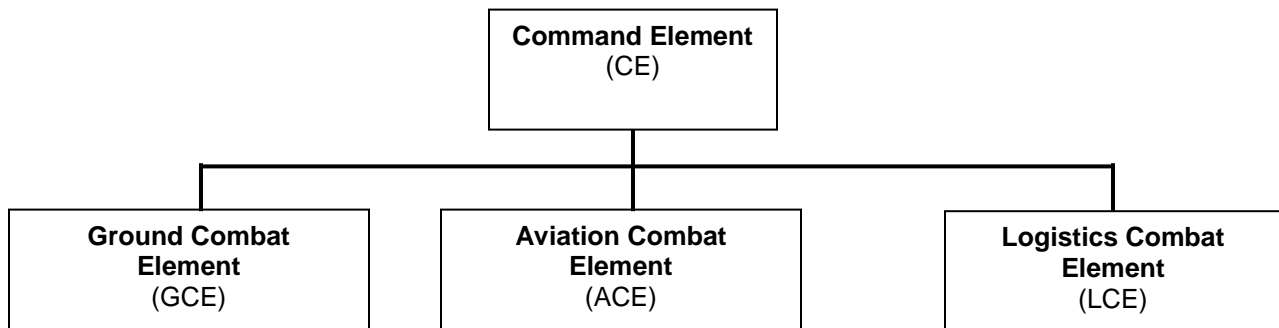 Command Element
(CE)
Ground Combat
Element
(GCE)
Aviation Combat
Element
(ACE)
Logistics Combat
Element
(LCE)